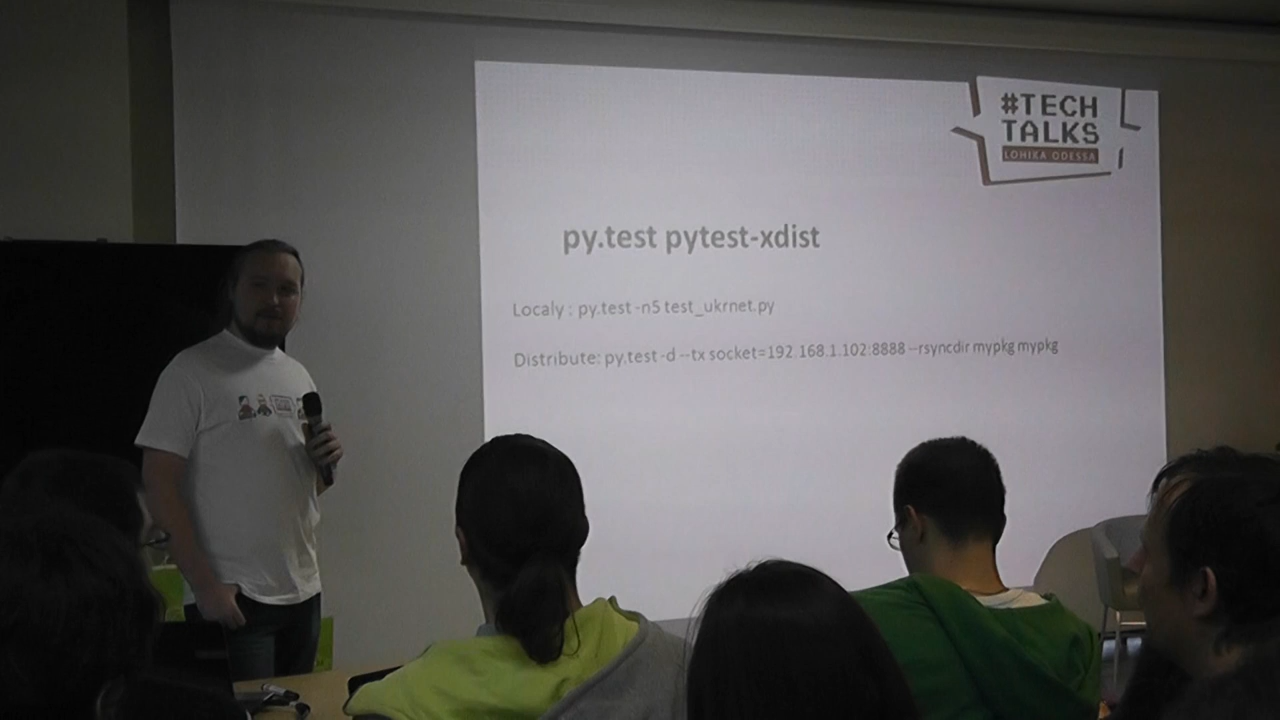 #TECH
TALKS
LOHIKA ODESSA
py.test pytest-xdist
Localy : py.test -n5 test_ukrnet.py
Distribute: py.test -d --tx socket=192.168.1.102:8888 --rsyncdir mypkg mypkg